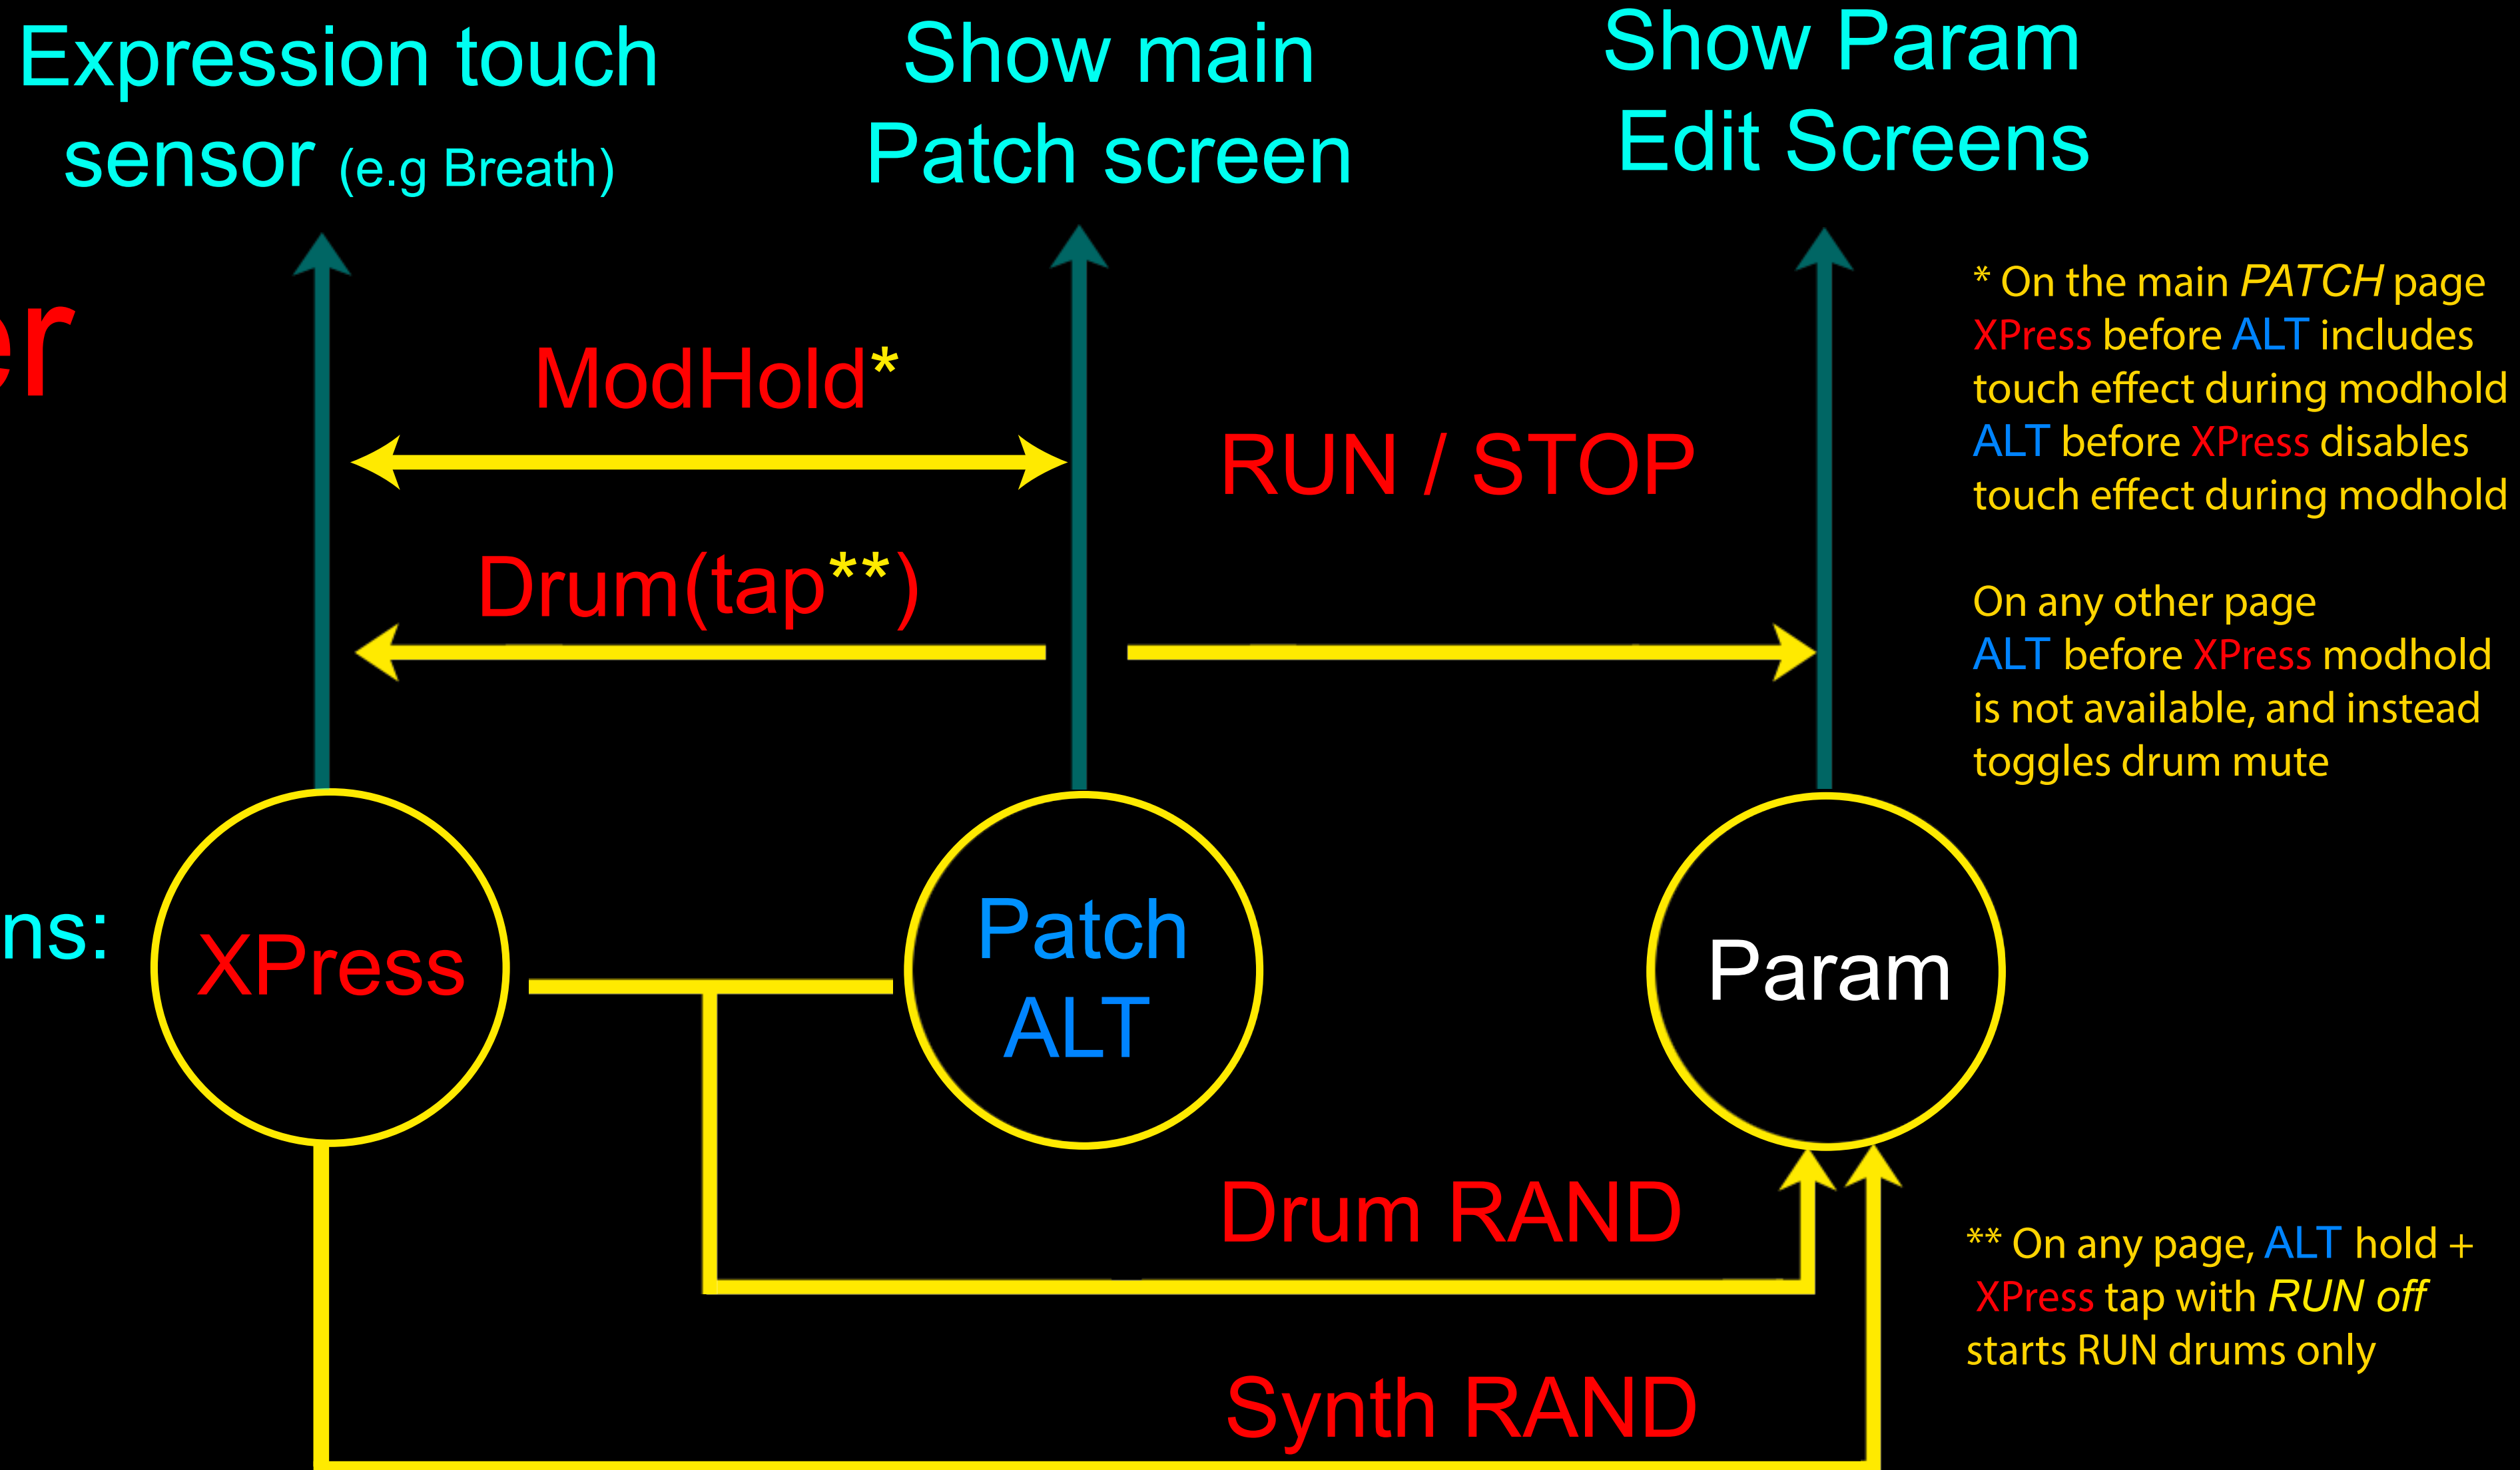 Expression touch
sensor (e.g Breath)
Show main
Patch screen
Show Param
Edit Screens
er
ModHold*
RUN / STOP
Drum(tap**)
* On the main PATCH page
XPress before ALT includes
touch effect during modhold
ALT before XPress disables
touch effect during modhold
On any other page
ALT before XPress modhold
is not available, and instead
toggles drum mute
ns:
XPress
Patch
ALT
Param
Drum RAND
Synth RAND
** On any page, ALT hold +
XPress tap with RUN off
starts RUN drums only